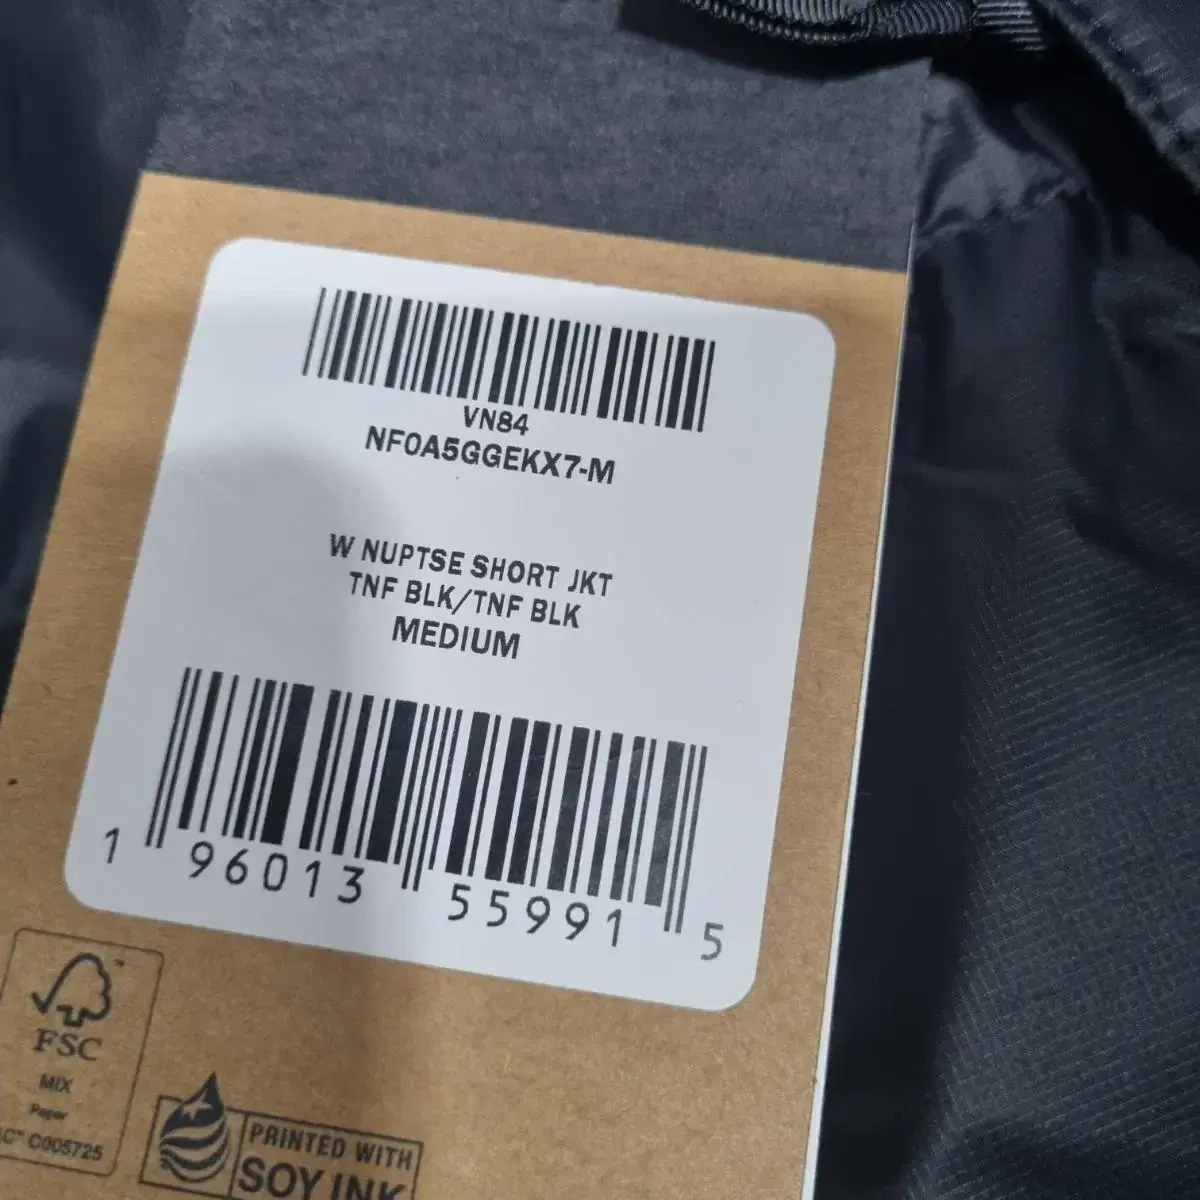 VN84
NF0A5GGEKX7-M
W NUPTSE SHORT JKT
TNF BLK/TNF BLK
MEDIUM
1 96013 55991 5
FSC
MIX
Paper
C™ C005725
PRINTED WITH
SOY INK